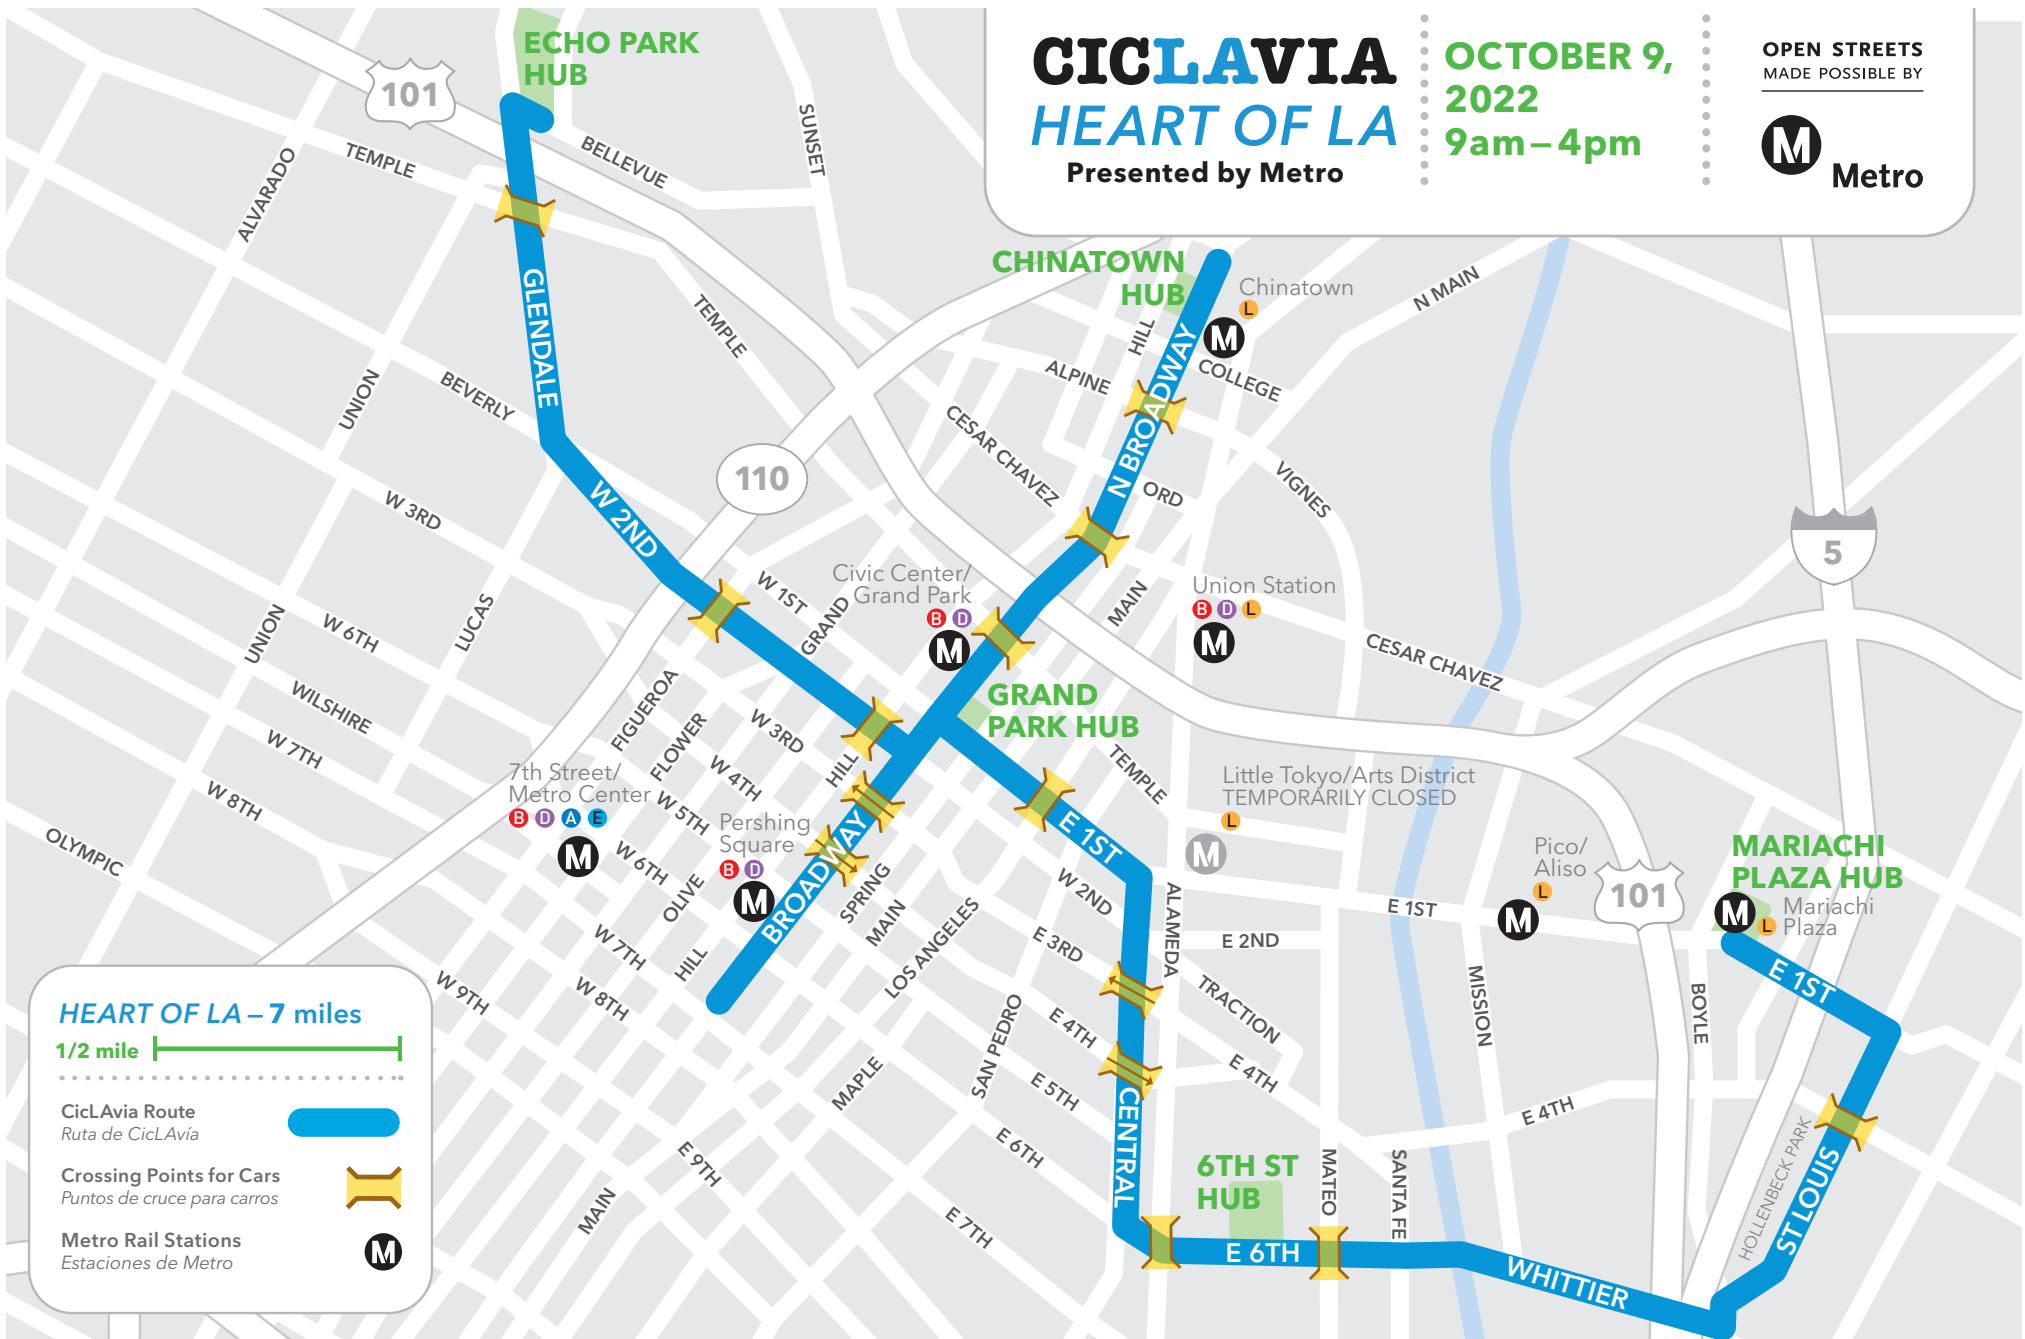 CICLAVIA
HEART OF LA
Presented by Metro
OCTOBER 9,
2022
9am–4pm
OPEN STREETS
MADE POSSIBLE BY
M
Metro
ECHO PARK
HUB
101
TEMPLE
BELLEVUE
SUNSET
ALVARADO
GLENDALE
TEMPLE
UNION
BEVERLY
W 3RD
W 2ND
110
CHINATOWN
HUB
Chinatown
L
M
HILL
ALPINE
COLLEGE
N MAIN
N BROADWAY
CESAR CHAVEZ
ORD
VIGNES
5
W 1ST
GRAND
Civic Center/
Grand Park
B D
M
MAIN
Union Station
B D L
M
CESAR CHAVEZ
UNION
LUCAS
W 6TH
WILSHIRE
W 7TH
W 8TH
OLYMPIC
FIGUEROA
FLOWER
W 3RD
W 4TH
W 5TH
W 6TH
HILL
GRAND
PARK HUB
TEMPLE
7th Street/
Metro Center
B D A E
M
Pershing
Square
B D
M
OLIVE
HILL
BROADWAY
SPRING
MAIN
LOS ANGELES
E 1ST
W 2ND
Little Tokyo/Arts District
TEMPORARILY CLOSED
L
M
ALAMEDA
E 2ND
E 1ST
Pico/
Aliso
L
M
101
MARIACHI
PLAZA HUB
M
L
Mariachi
Plaza
E 1ST
BOYLE
MISSION
TRACTION
E 3RD
E 4TH
E 4TH
E 4TH
E 5TH
E 6TH
E 7TH
E 9TH
W 7TH
W 8TH
W 9TH
SAN PEDRO
MAPLE
MAIN
CENTRAL
6TH ST
HUB
MATEO
SANTA FE
E 6TH
WHITTIER
HOLLENBECK PARK
ST LOUIS
HEART OF LA – 7 miles
1/2 mile
CicLAvia Route
Ruta de CicLAvía
Crossing Points for Cars
Puntos de cruce para carros
Metro Rail Stations
Estaciones de Metro
M